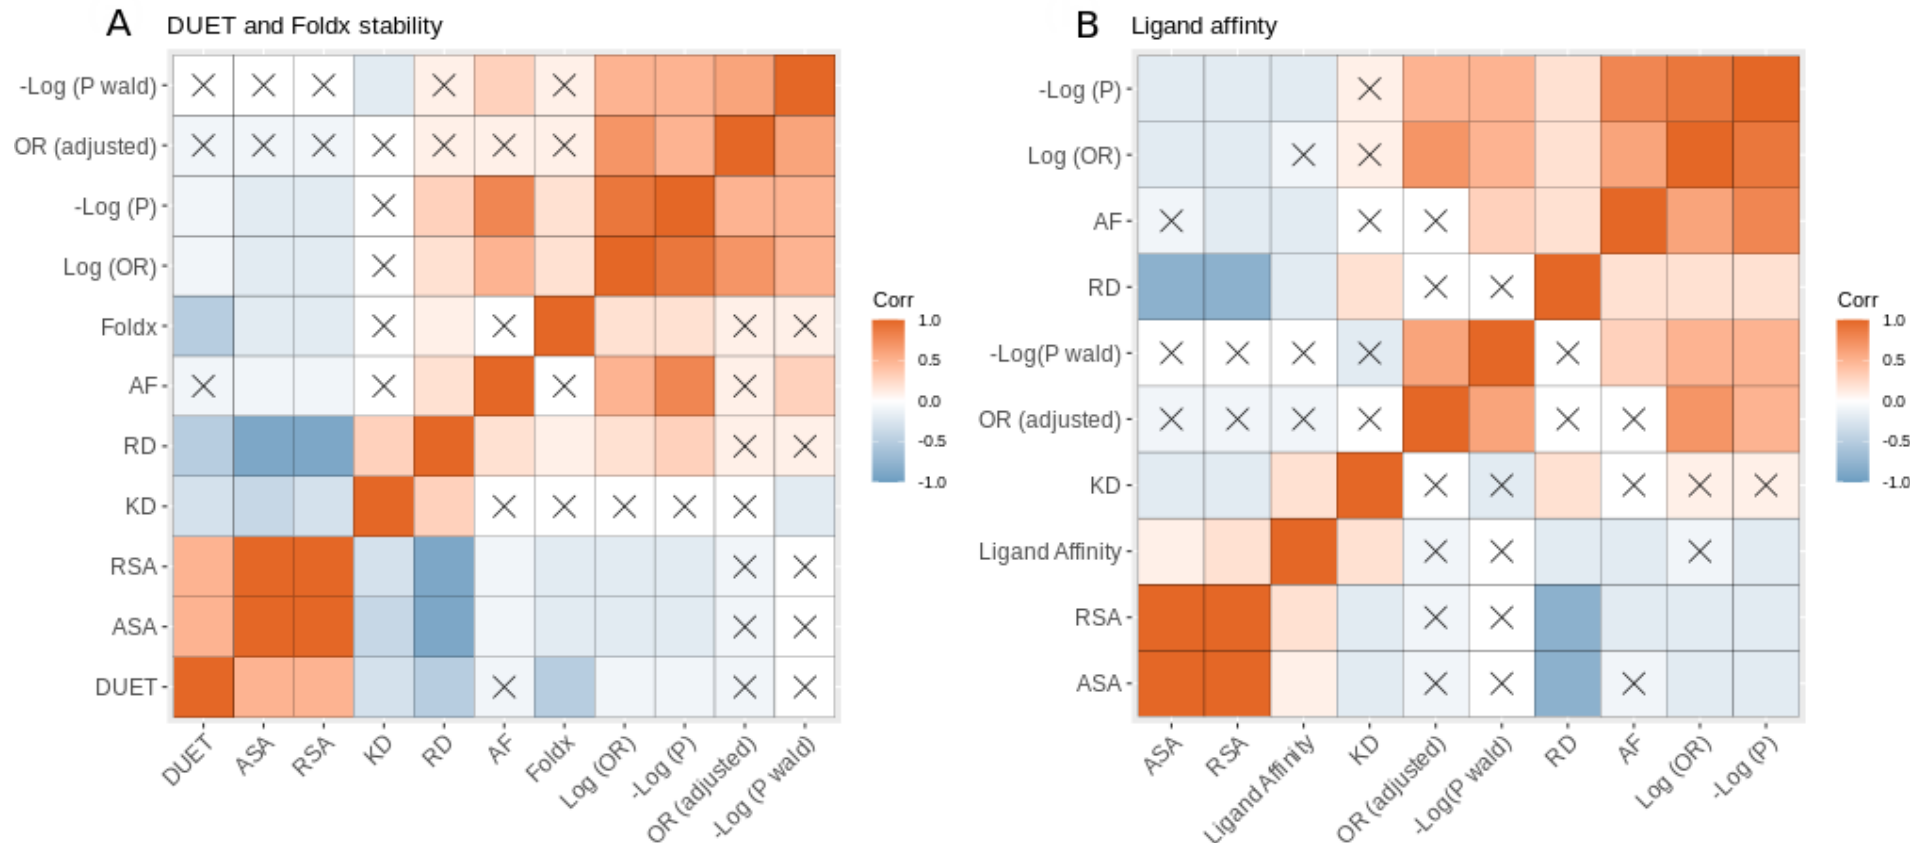 A DUET and Foldx stability
-Log (P wald)
OR (adjusted)
-Log (P)
Log (OR)
Foldx
AF
RD
KD
RSA
ASA
DUET
DUET ASA RSA KD RD AF Foldx Log (OR) -Log (P) OR (adjusted) -Log (P wald)
Corr
1.0
0.5
0.0
-0.5
-1.0
B Ligand affinty
-Log (P)
Log (OR)
AF
RD
-Log(P wald)
OR (adjusted)
KD
Ligand Affinity
RSA
ASA
ASA RSA Ligand Affinity KD OR (adjusted) -Log(P wald) RD AF Log (OR) -Log (P)
Corr
1.0
0.5
0.0
-0.5
-1.0